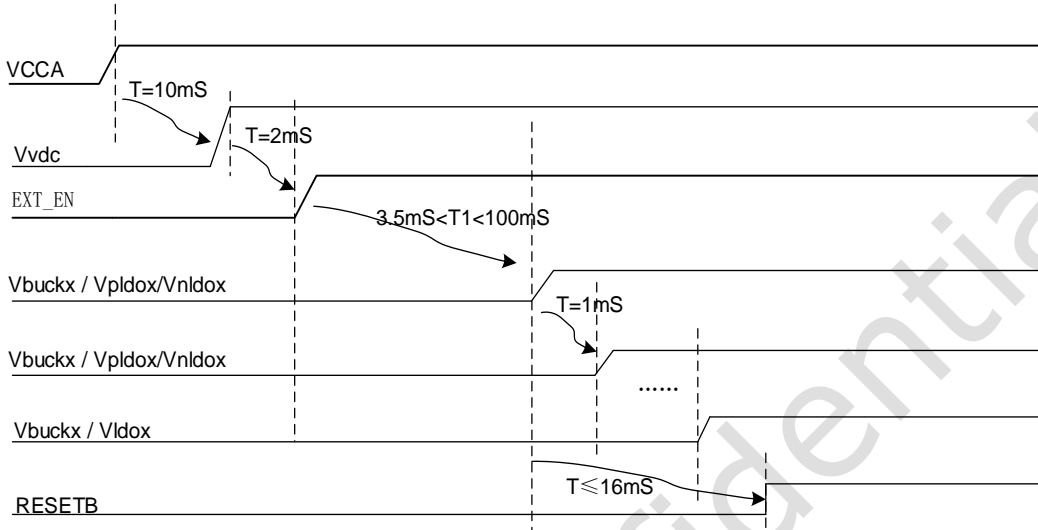 VCCA
T=10mS
Vvdc
T=2mS
EXT_EN
3.5mS<T1<100mS
Vbuckx / Vpldox/Vnldox
T=1mS
Vbuckx / Vpldox/Vnldox
......
Vbuckx / Vldox
T≤16mS
RESETB
fidential